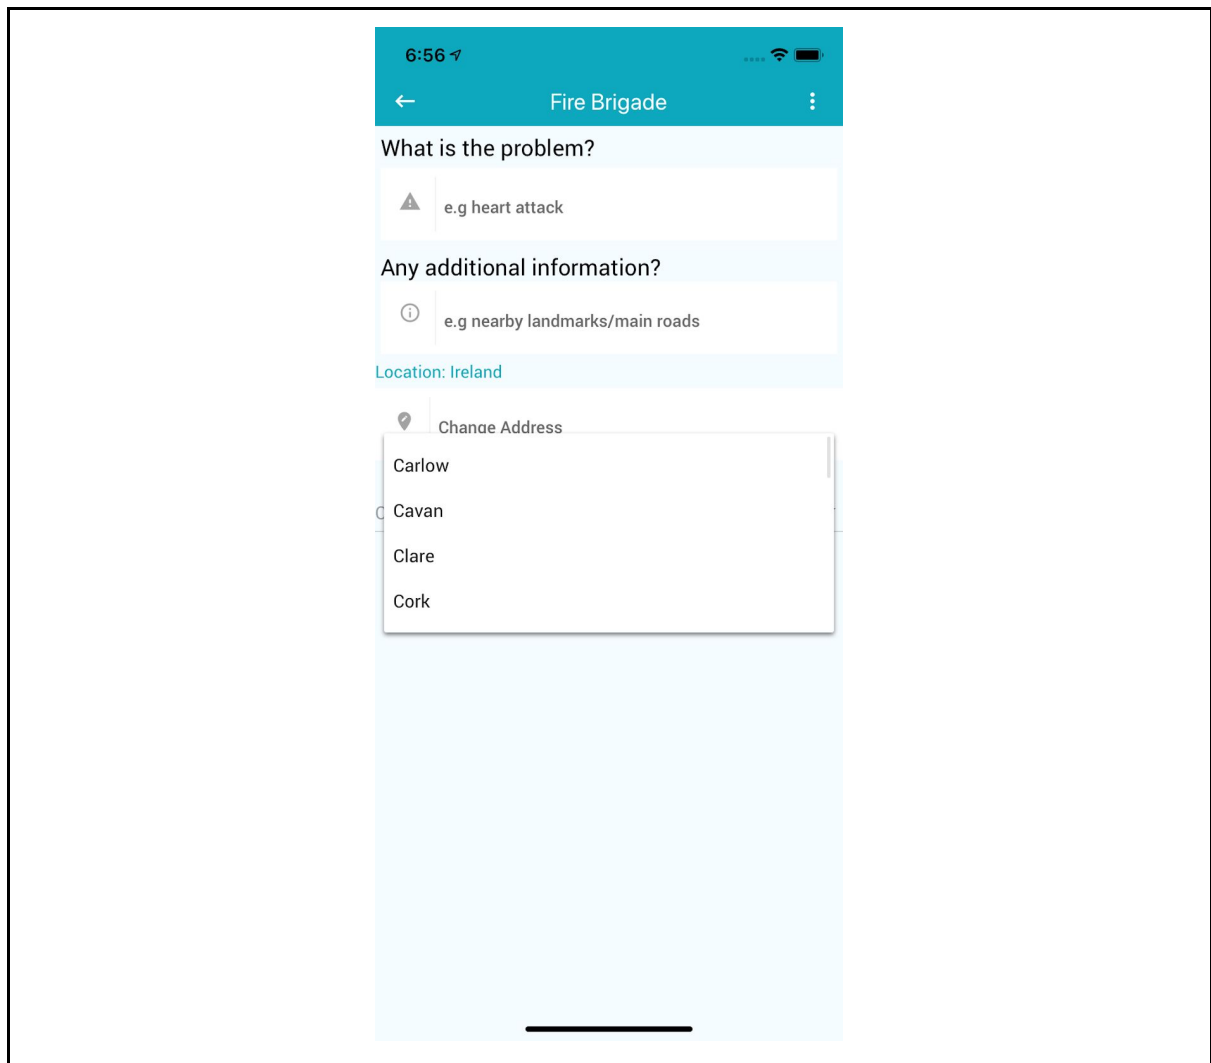 6:56
Fire Brigade
What is the problem?
e.g heart attack
Any additional information?
e.g nearby landmarks/main roads
Location: Ireland
Change Address
Carlow
Cavan
Clare
Cork